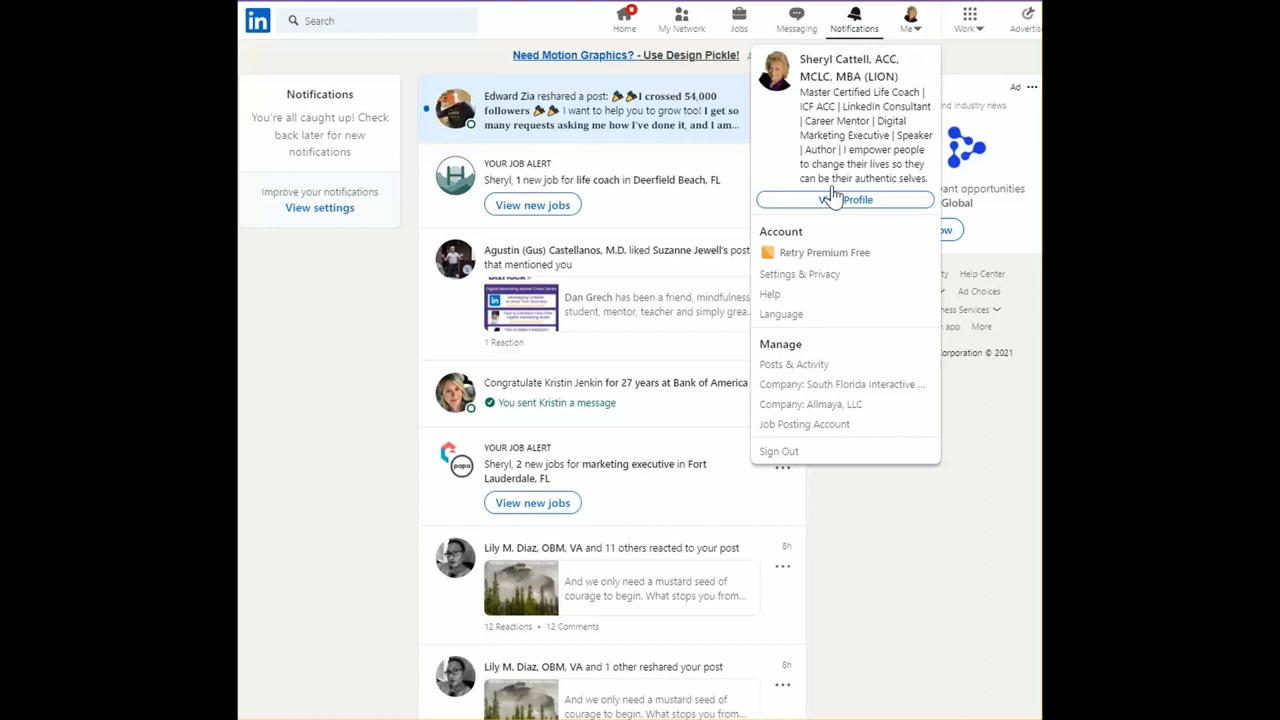 in
Search
Home
My Network
Jobs
Messaging
Notifications
Me
Work
Advertis
Need Motion Graphics? - Use Design Pickle!
Notifications
You're all caught up! Check
back later for new
notifications
Improve your notifications
View settings
Edward Zia reshared a post: I crossed 54,000
followers I want to help you to grow too! I get so
many requests asking me how I've done it, and I am...
YOUR JOB ALERT
Sheryl, 1 new job for life coach in Deerfield Beach, FL
View new jobs
Agustin (Gus) Castellanos, M.D. liked Suzanne Jewell's post
that mentioned you
Dan Grech has been a friend, mindfulness
student, mentor, teacher and simply grea...
1 Reaction
Congratulate Kristin Jenkin for 27 years at Bank of America
You sent Kristin a message
YOUR JOB ALERT
papa
Sheryl, 2 new jobs for marketing executive in Fort
Lauderdale, FL
View new jobs
Lily M. Diaz, OBM, VA and 11 others reacted to your post
8h
And we only need a mustard seed of
courage to begin. What stops you from...
12 Reactions • 12 Comments
Lily M. Diaz, OBM, VA and 1 other reshared your post
8h
And we only need a mustard seed of
courage to begin. What stops you from...
Sheryl Cattell, ACC,
MCLC, MBA (LION)
Master Certified Life Coach |
ICF ACC | LinkedIn Consultant
| Career Mentor | Digital
Marketing Executive | Speaker
| Author | I empower people
to change their lives so they
can be their authentic selves.
Profile
Account
Retry Premium Free
Settings & Privacy
Help
Language
Manage
Posts & Activity
Company: South Florida Interactive ...
Company: Allmaya, LLC
Job Posting Account
Sign Out
Ad
nd industry news
want opportunities
Global
ow
Help Center
Ad Choices
ness Services
app More
Corporation © 2021